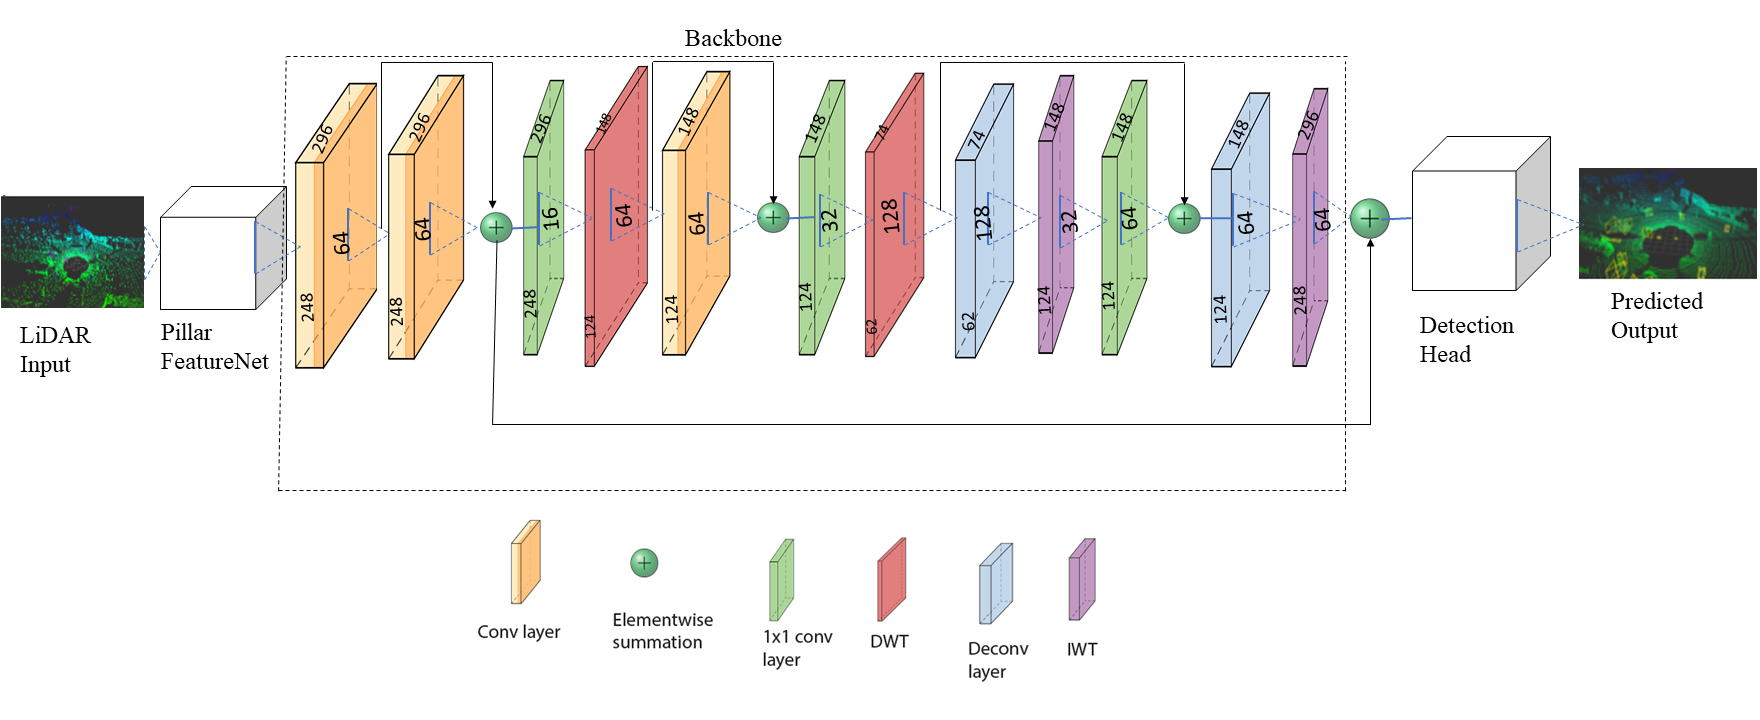 Backbone
296
248
64
296
248
64
296
248
16
148
124
64
148
124
64
148
124
32
74
62
128
74
62
128
148
124
32
148
124
64
148
124
64
296
248
64
LiDAR
Input
Pillar
FeatureNet
Detection
Head
Predicted
Output
Conv layer
Elementwise
summation
1x1 conv
layer
DWT
Deconv
layer
IWT